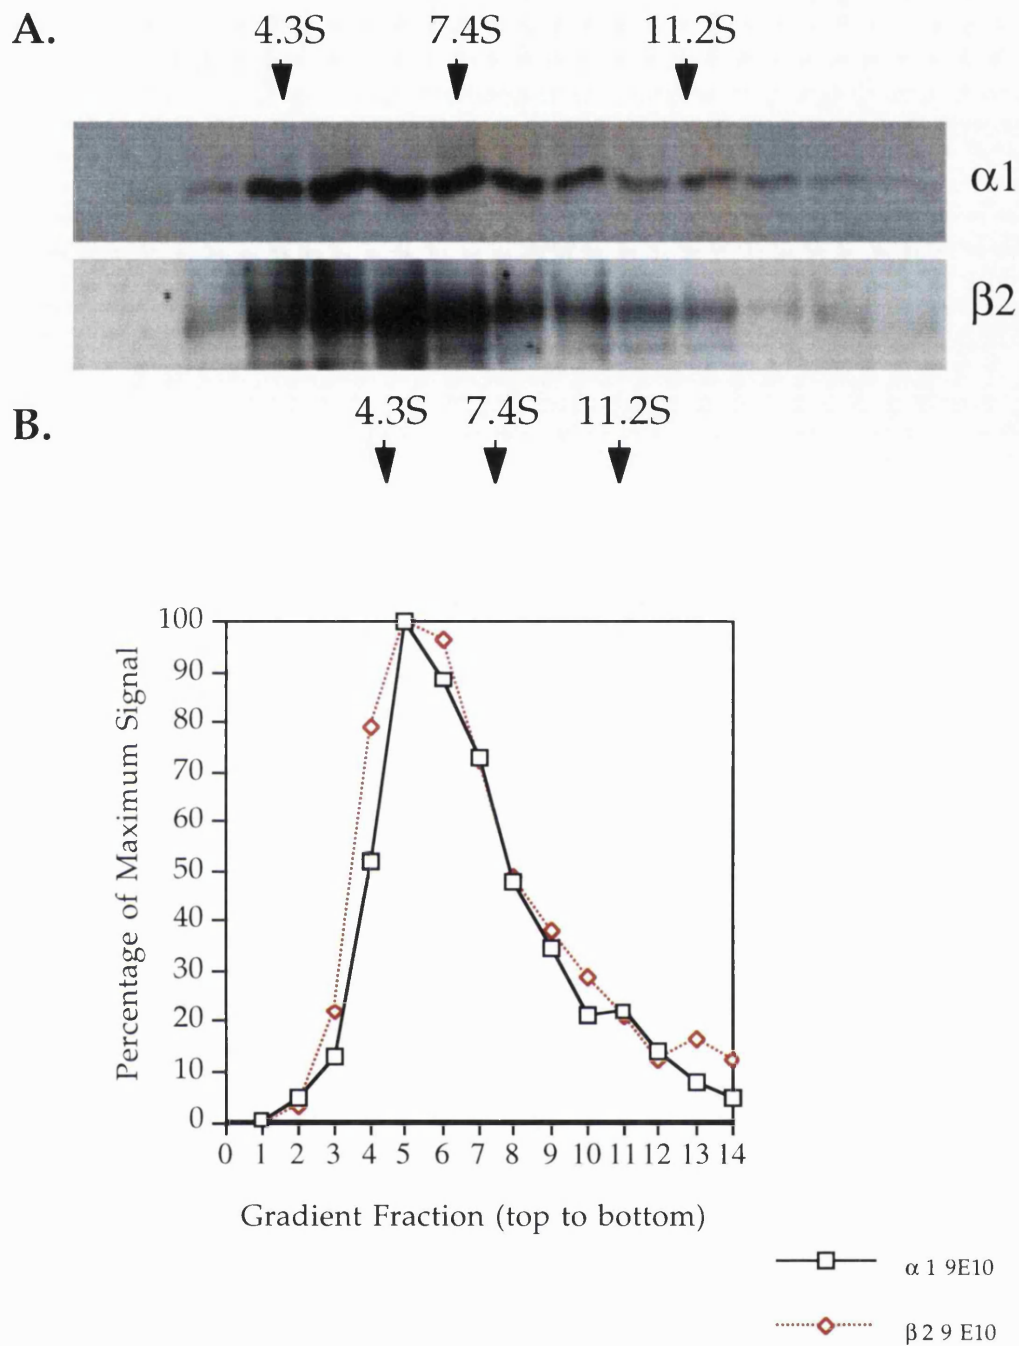 A.
4.3S 7.4S 11.2S
α1
β2
B.
4.3S 7.4S 11.2S
100
90
80
70
60
50
40
30
20
10
0
Percentage of Maximum Signal
0 1 2 3 4 5 6 7 8 9 10 11 12 13 14
Gradient Fraction (top to bottom)
α 1 9E10
β 2 9 E10